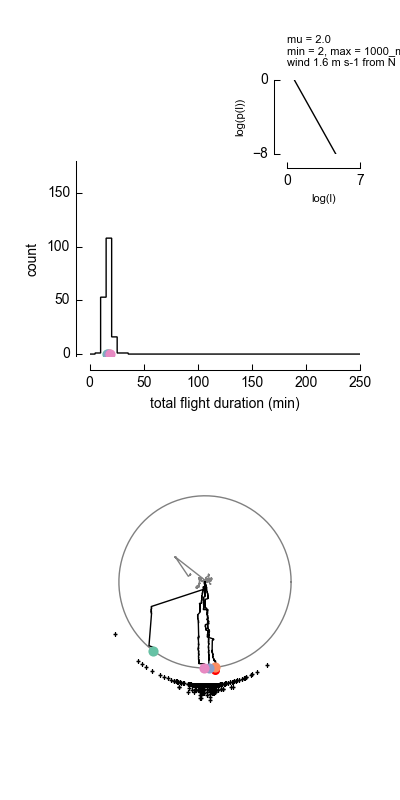 mu = 2.0
min = 2, max = 1000_m
wind 1.6 m s-1 from N
0
log(p(l))
−8
0
7
log(l)
150
100
50
0
count
0
50
100
150
200
250
total flight duration (min)